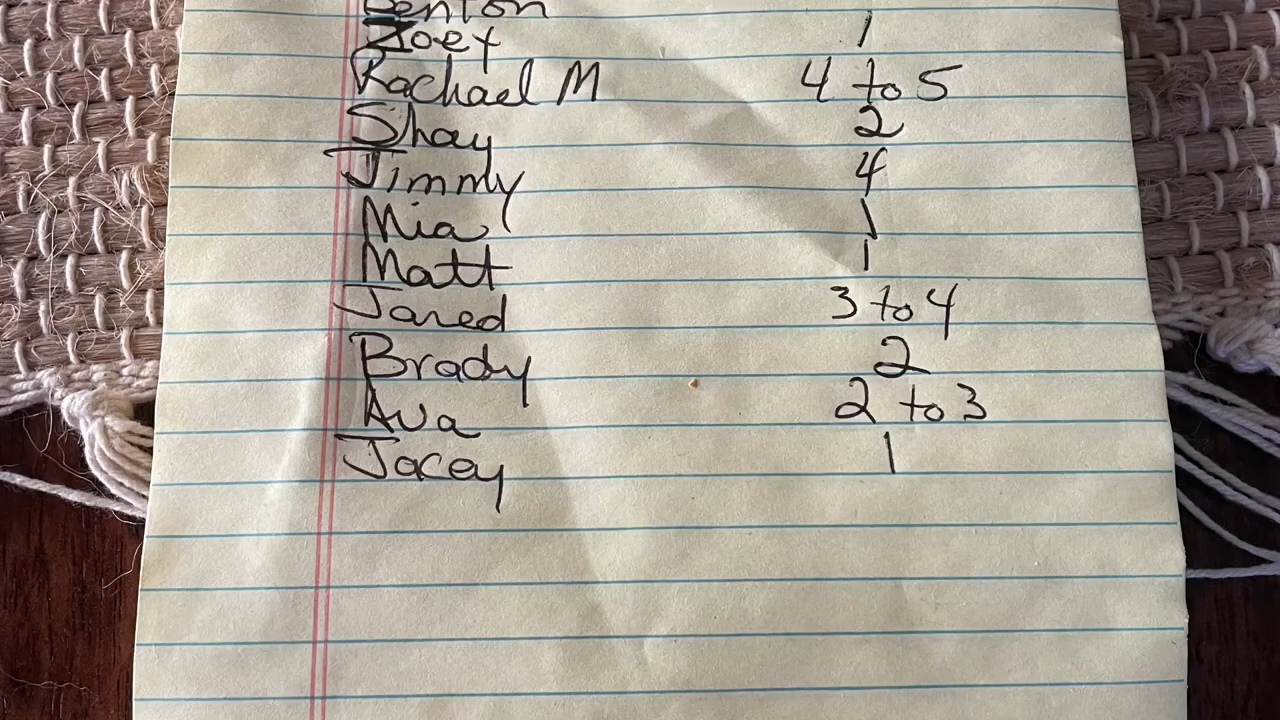 Zoey 1
Rachael M 4 to 5
Shay 2
Jimmy 4
Mia 1
Matt 1
Jared 3 to 4
Brady 2
Ava 2 to 3
Jacey 1